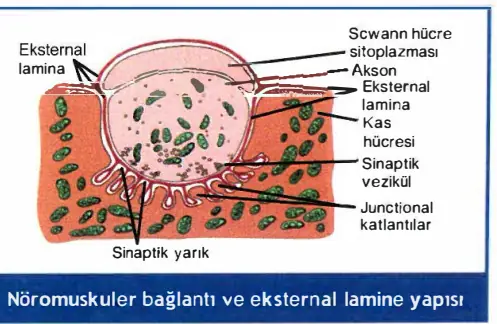 Eksternal
lamina
Scwann hücre
sitoplazması
Akson
Eksternal
lamina
Kas
hücresi
Sinaptik
vezikül
Junctional
katlantılar
Sinaptik yarık
Nöromuskuler bağlantı ve eksternal lamine yapısı